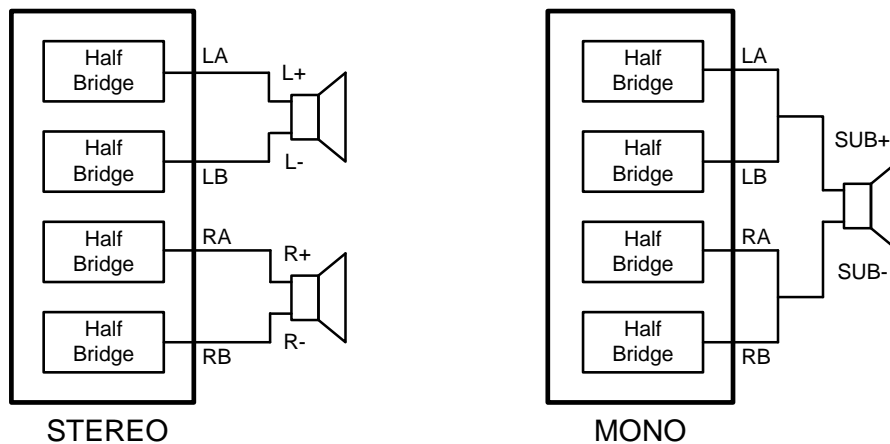 Half
Bridge
LA
L+
Half
Bridge
LB
L-
Half
Bridge
RA
R+
Half
Bridge
RB
R-
STEREO
Half
Bridge
LA
Half
Bridge
LB
SUB+
Half
Bridge
RA
SUB-
Half
Bridge
RB
MONO